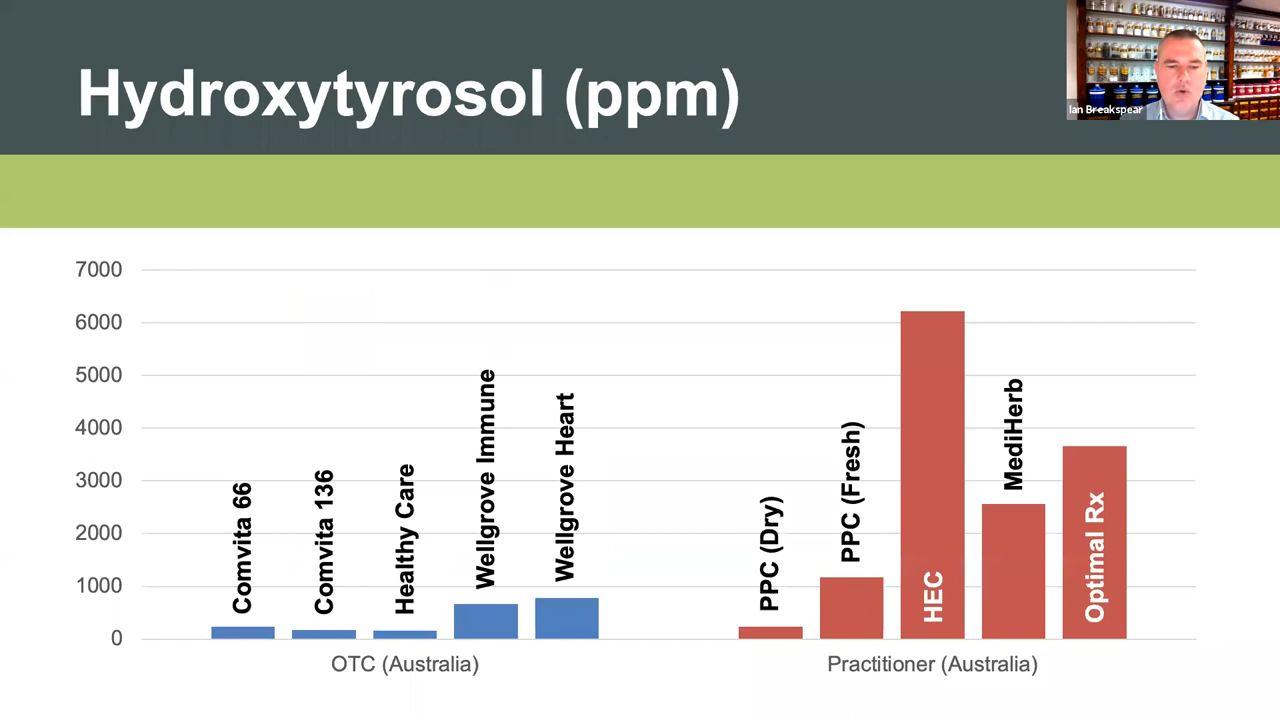 Hydroxytyrosol (ppm)
Ian Breakspear
7000
6000
5000
4000
3000
2000
1000
0
Comvita 66
Comvita 136
Healthy Care
Wellgrove Immune
Wellgrove Heart
PPC (Dry)
PPC (Fresh)
HEC
MediHerb
Optimal Rx
OTC (Australia)
Practitioner (Australia)